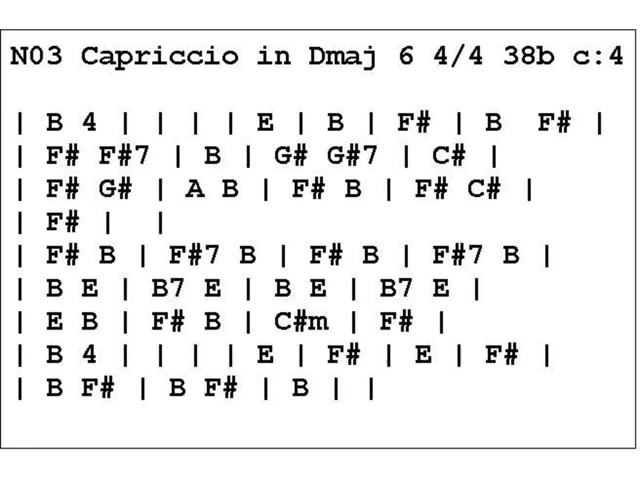 N03 Capriccio in Dmaj 6 4/4 38b c:4
| B 4 | | | | E | B | F# | B F# |
| F# F#7 | B | G# G#7 | C# |
| F# G# | A B | F# B | F# C# |
| F# | |
| F# B | F#7 B | F# B | F#7 B |
| B E | B7 E | B E | B7 E |
| E B | F# B | C#m | F# |
| B 4 | | | | E | F# | E | F# |
| B F# | B F# | B | |